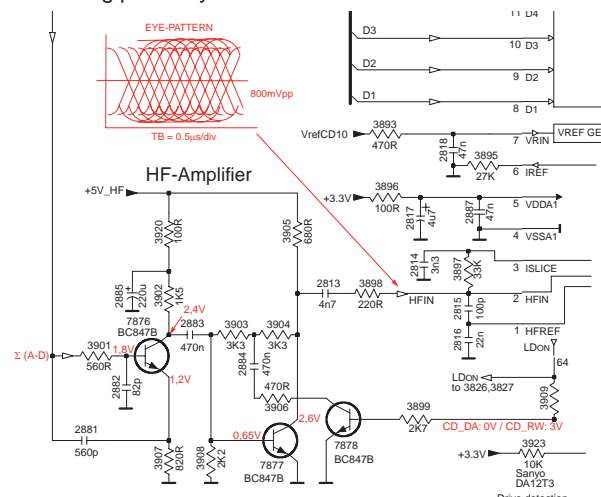 EYE-PATTERN
800mVpp
TB = 0.5µs/div
HF-Amplifier
+5V_HF
3920
100R
3905
680R
2885
220u
3902
1K5
7876
BC847B
2,4V
2883
470n
3903
3K3
3904
3K3
2884
470n
470R
3906
Σ (A-D)
3901
560R
1,8V
2882
82p
1,2V
2881
560p
3907
820R
3908
2K2
0,65V
7877
BC847B
2,6V
7878
BC847B
3899
2K7
CD_DA: 0V / CD_RW: 3V
2813
4n7
3898
220R
HFIN
11 D4
D3
10 D3
D2
9 D2
D1
8 D1
VrefCD10
3893
470R
2818
47n
7 VRIN
VREF GE
3895
27K
6 IREF
+3.3V
3896
100R
2817
4u7
2887
47n
5 VDDA1
4 VSSA1
2814
3n3
3897
33K
3 ISLICE
2 HFIN
2815
100p
2816
22n
1 HFREF
LDON
64
LDON
to 3826,3827
3909
+3.3V
3923
10K
Sanyo
DA12T3